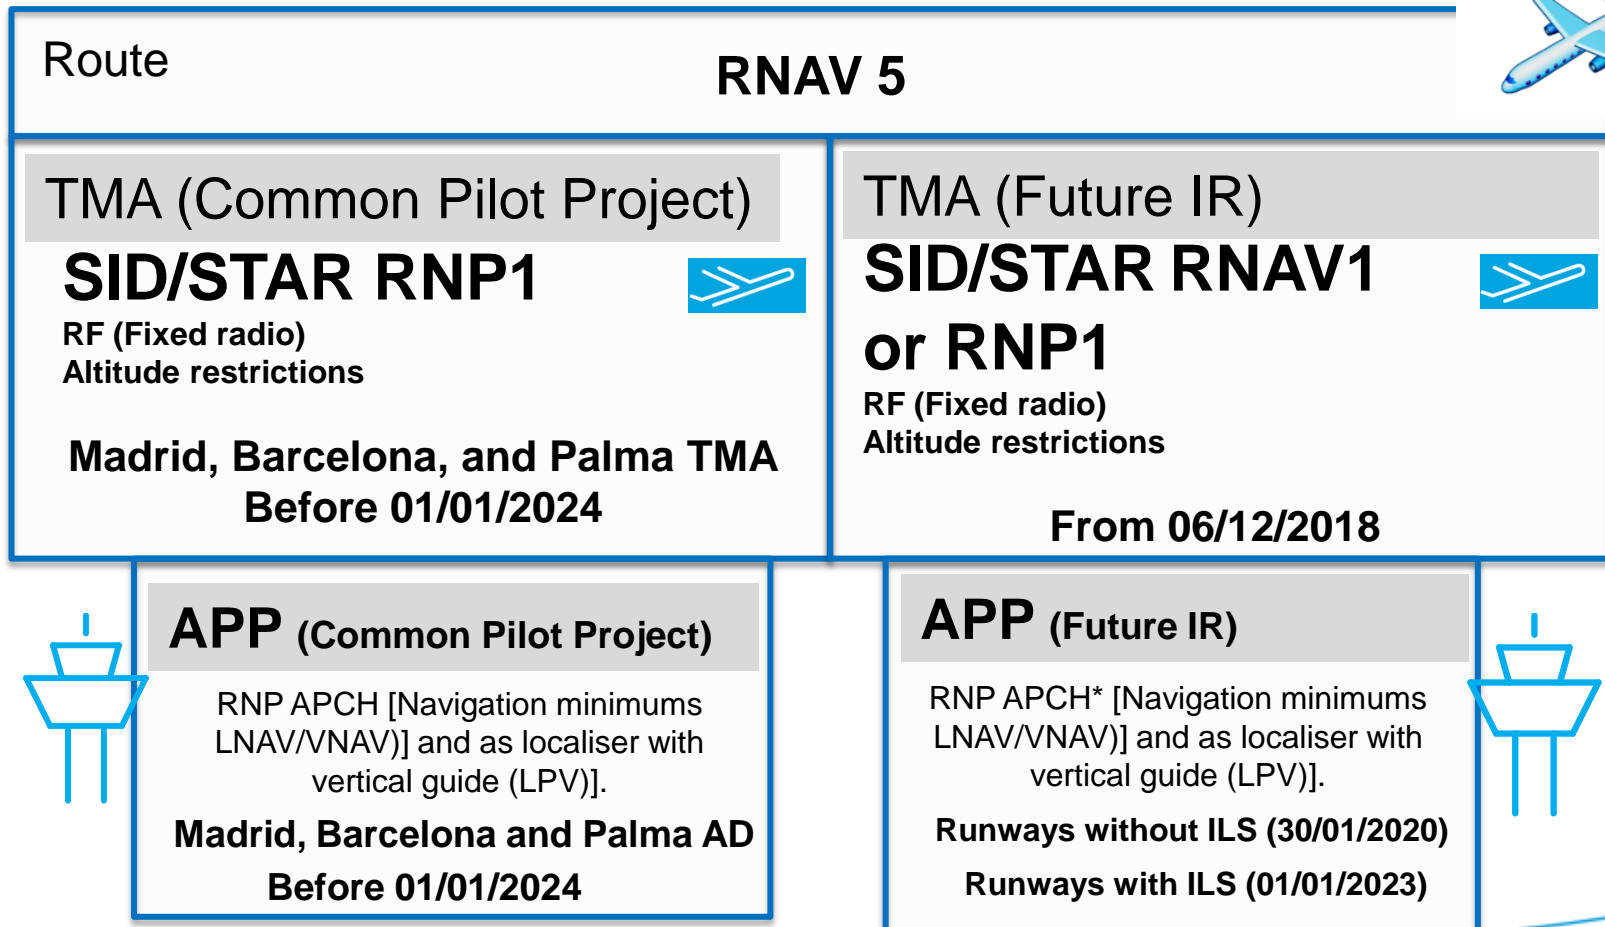 Route
RNAV 5
TMA (Common Pilot Project)
SID/STAR RNP1
RF (Fixed radio)
Altitude restrictions
Madrid, Barcelona, and Palma TMA
Before 01/01/2024
TMA (Future IR)
SID/STAR RNAV1
or RNP1
RF (Fixed radio)
Altitude restrictions
From 06/12/2018
APP (Common Pilot Project)
RNP APCH [Navigation minimums
LNAV/VNAV)] and as localiser with
vertical guide (LPV)].
Madrid, Barcelona and Palma AD
Before 01/01/2024
APP (Future IR)
RNP APCH* [Navigation minimums
LNAV/VNAV)] and as localiser with
vertical guide (LPV)].
Runways without ILS (30/01/2020)
Runways with ILS (01/01/2023)